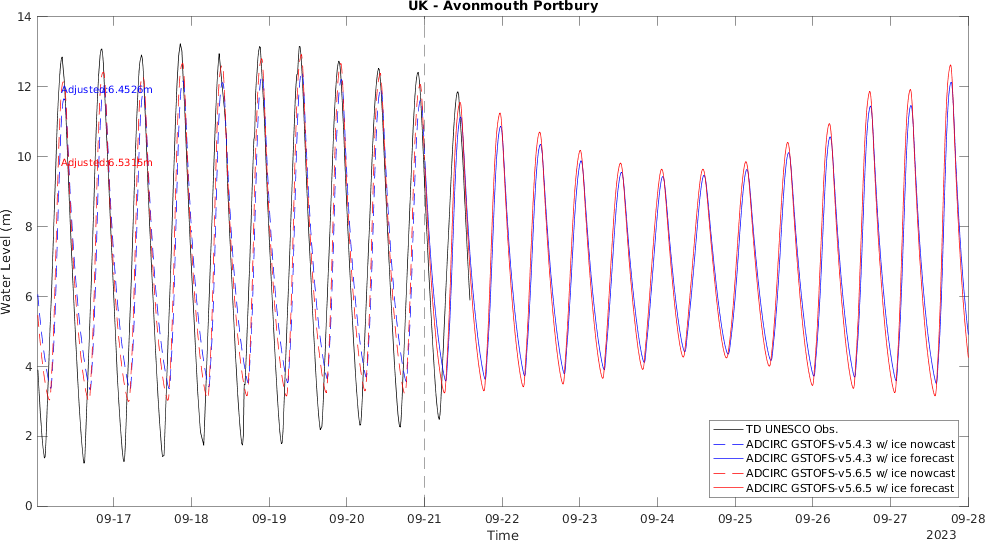 UK - Avonmouth Portbury
14
12
10
8
6
4
2
0
Water Level (m)
Adjusted:6.4526m
Adjusted:6.5315m
TD UNESCO Obs.
ADCIRC GSTOFS-v5.4.3 w/ ice nowcast
ADCIRC GSTOFS-v5.4.3 w/ ice forecast
ADCIRC GSTOFS-v5.6.5 w/ ice nowcast
ADCIRC GSTOFS-v5.6.5 w/ ice forecast
09-17 09-18 09-19 09-20 09-21 09-22 09-23 09-24 09-25 09-26 09-27 09-28
Time
2023